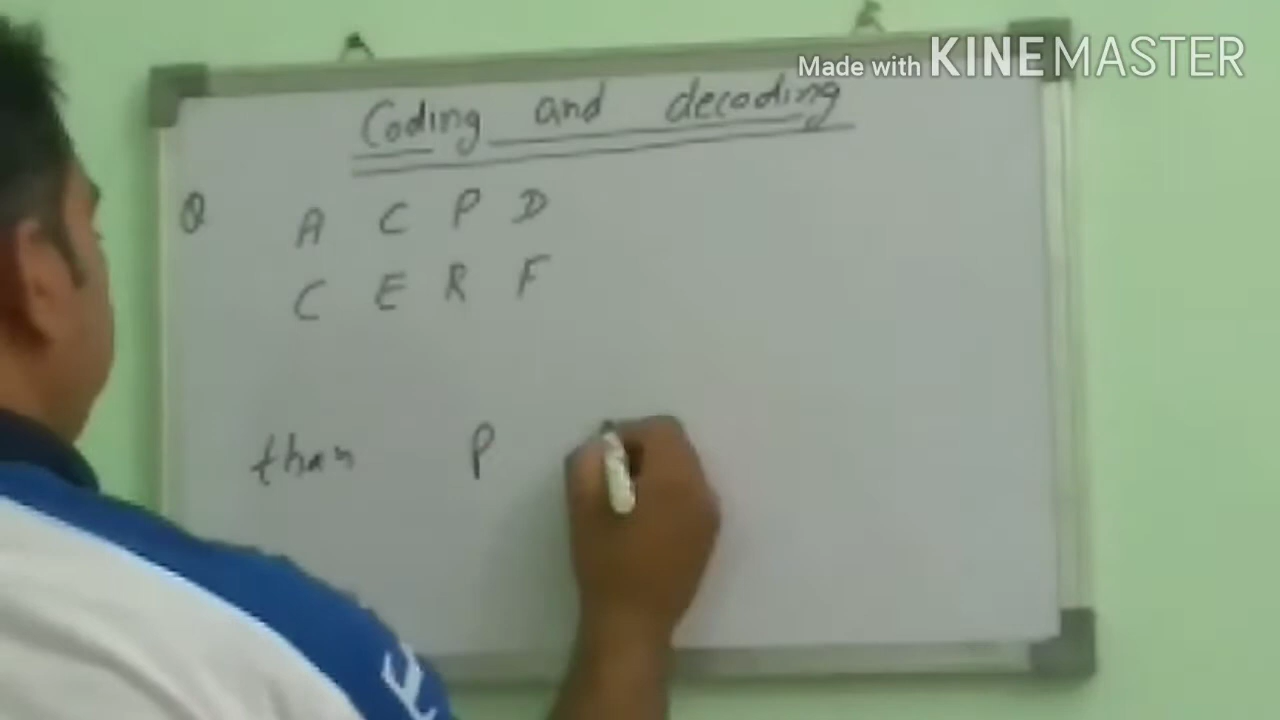 Made with KINEMASTER
Coding and decoding
Q A C P D
C E R F
than P